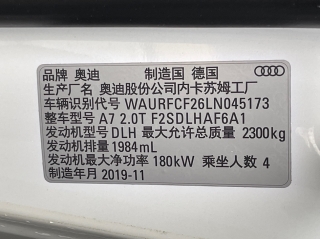 品牌 奥迪 制造国 德国
生产厂名 奥迪股份公司内卡苏姆工厂
车辆识别代号 WAURFCF26LN045173
整车型号 A7 2.0T F2SDLHAF6A1
发动机型号 DLH 最大允许总质量 2300kg
发动机排量 1984mL
发动机最大净功率 180kW 乘坐人数 4
制造年月 2019-11